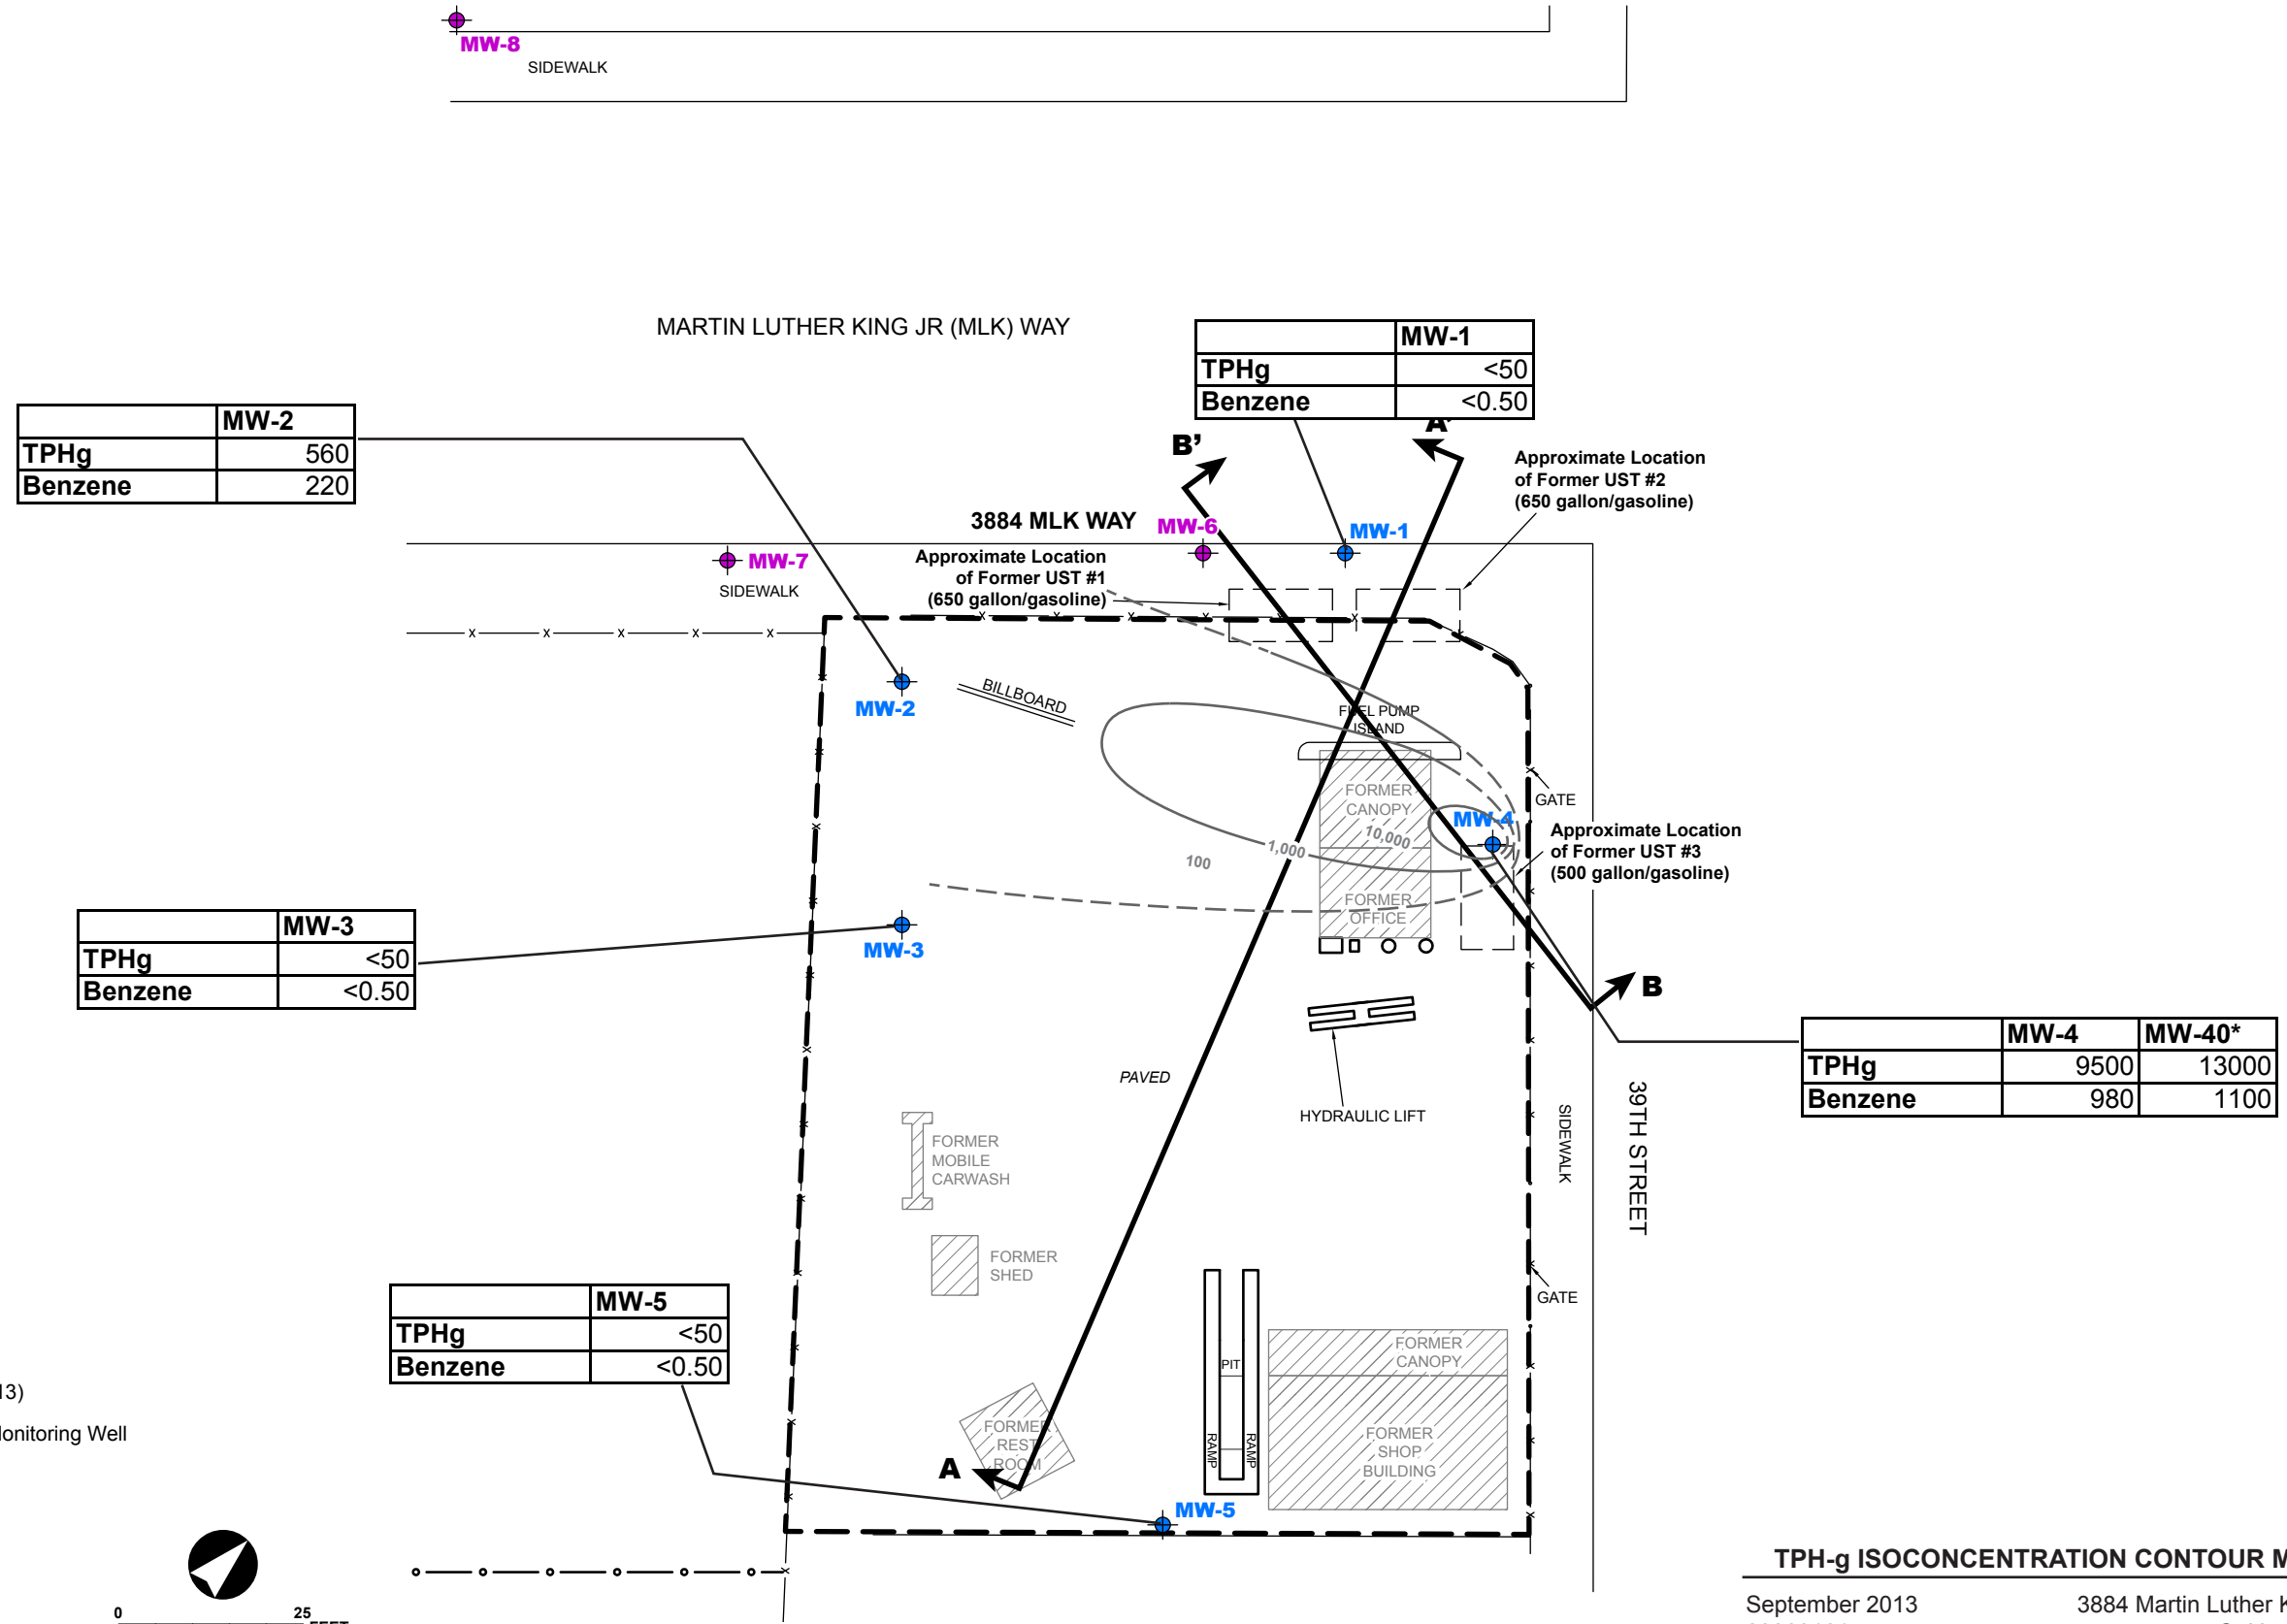 MW-8
SIDEWALK
MARTIN LUTHER KING JR (MLK) WAY
MW-1
TPHg <50
Benzene <0.50
MW-2
TPHg 560
Benzene 220
B’
Approximate Location
of Former UST #2
(650 gallon/gasoline)
3884 MLK WAY
MW-6
MW-1
MW-7
SIDEWALK
Approximate Location
of Former UST #1
(650 gallon/gasoline)
MW-2
BILLBOARD
FUEL PUMP
ISLAND
GATE
FORMER
CANOPY
MW-4
10,000
1,000
100
Approximate Location
of Former UST #3
(500 gallon/gasoline)
FORMER
OFFICE
MW-3
TPHg <50
Benzene <0.50
MW-3
B
MW-4 MW-40*
TPHg 9500 13000
Benzene 980 1100
PAVED
HYDRAULIC LIFT
SIDEWALK
39TH STREET
FORMER
MOBILE
CARWASH
FORMER
SHED
GATE
MW-5
TPHg <50
Benzene <0.50
PIT
RAMP
RAMP
FORMER
CANOPY
FORMER
SHOP
BUILDING
FORMER
REST
ROOM
A
MW-5
13)
onitoring Well
0 25
FEET
TPH-g ISOCONCENTRATION CONTOUR
September 2013
3884 Martin Luther